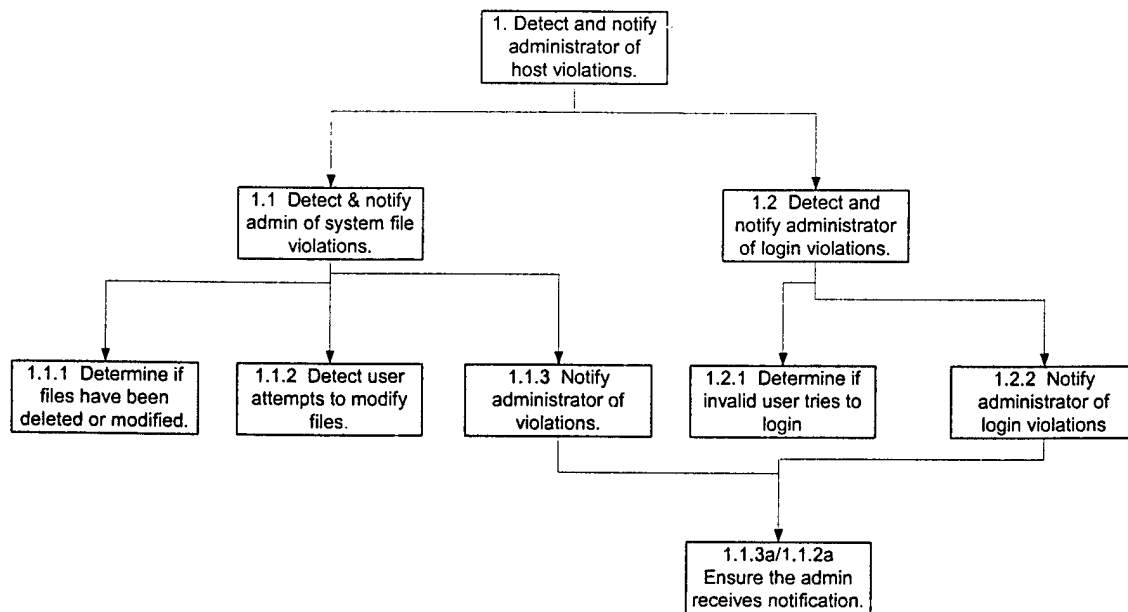 1. Detect and notify
administrator of
host violations.
1.1 Detect & notify
admin of system file
violations.
1.2 Detect and
notify administrator
of login violations.
1.1.1 Determine if
files have been
deleted or modified.
1.1.2 Detect user
attempts to modify
files.
1.1.3 Notify
administrator of
violations.
1.2.1 Determine if
invalid user tries to
login
1.2.2 Notify
administrator of
login violations
1.1.3a/1.1.2a
Ensure the admin
receives notification.